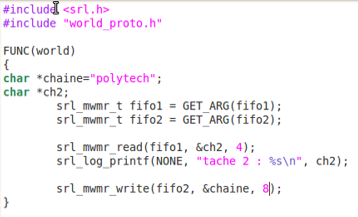 #include <srl.h>
#include "world_proto.h"

FUNC(world)
{
char *chaine="polytech";
char *ch2;
        srl_mwmr_t fifo1 = GET_ARG(fifo1);
        srl_mwmr_t fifo2 = GET_ARG(fifo2);

        srl_mwmr_read(fifo1, &ch2, 4);
        srl_log_printf(NONE, "tache 2 : %s\n", ch2);

        srl_mwmr_write(fifo2, &chaine, 8);
}